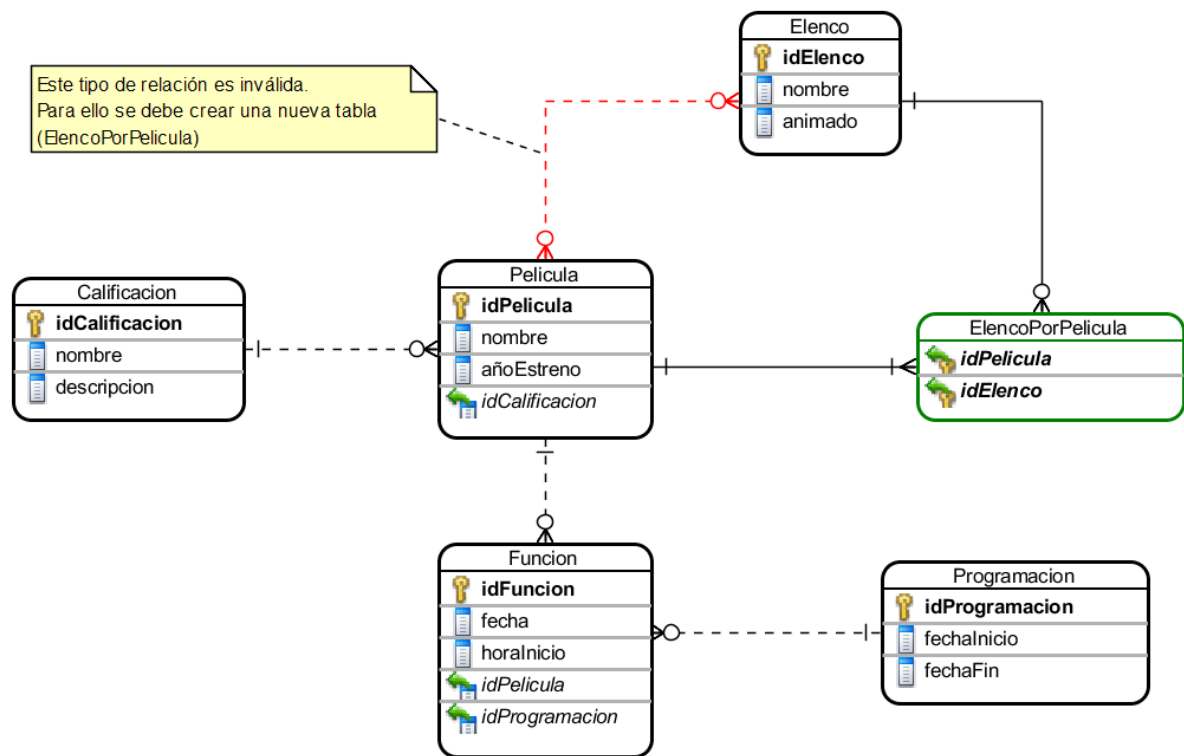 Elenco
idElenco
nombre
animado
Este tipo de relación es inválida.
Para ello se debe crear una nueva tabla
(ElencoPorPelicula)
Calificacion
idCalificacion
nombre
descripcion
Pelicula
idPelicula
nombre
añoEstreno
idCalificacion
ElencoPorPelicula
idPelicula
idElenco
Funcion
idFuncion
fecha
horaInicio
idPelicula
idProgramacion
Programacion
idProgramacion
fechaInicio
fechaFin